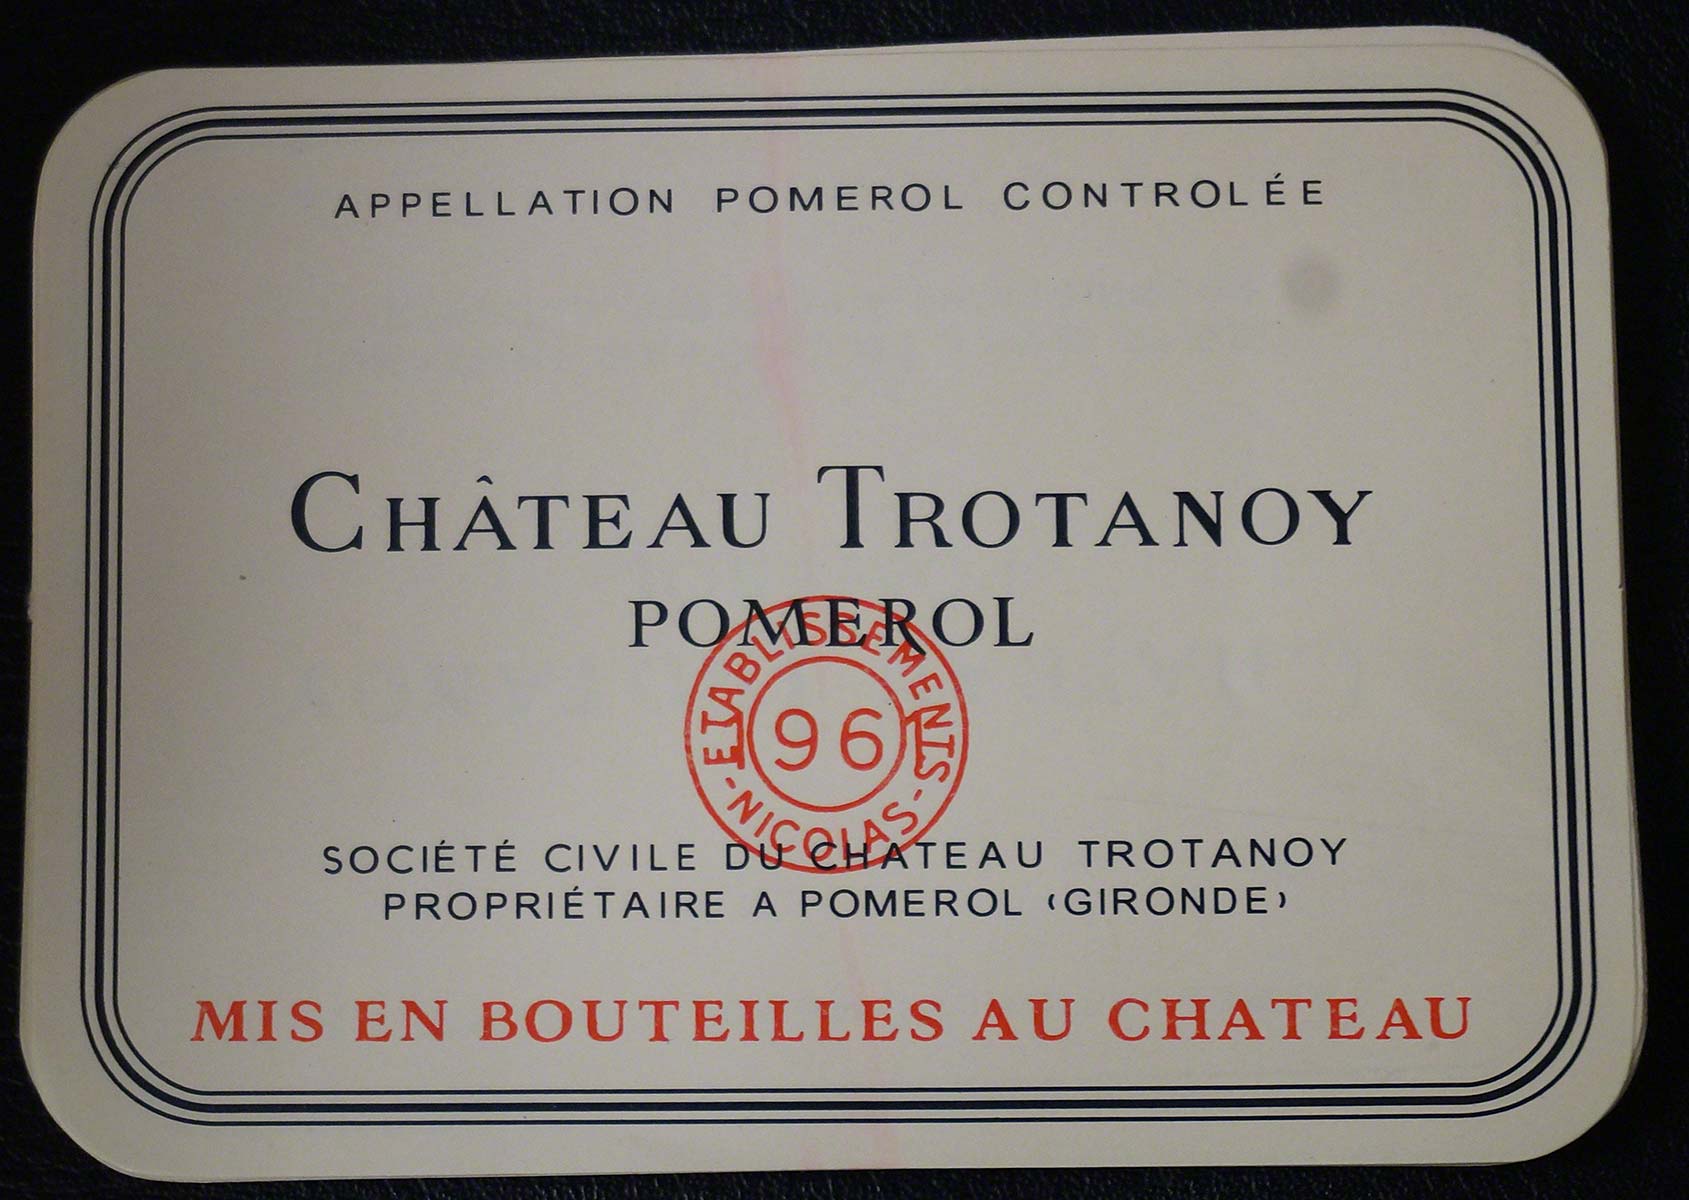 APPELLATION POMEROL CONTROLÉE
CHÂTEAU TROTANOY
POMEROL
ETABLISSEMENTS
96
-NICOLAS-
SOCIÉTÉ CIVILE DU CHATEAU TROTANOY
PROPRIÉTAIRE A POMEROL (GIRONDE)
MIS EN BOUTEILLES AU CHATEAU